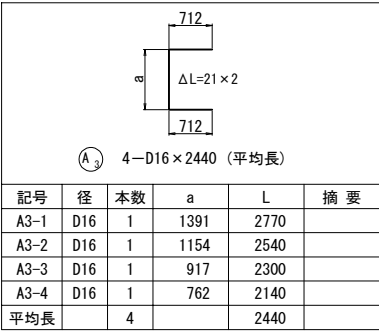 712
a
ΔL=21×2
712
A3 4－D16×2440 (平均長)
記号 径 本数 a L 摘 要
A3-1 D16 1 1391 2770
A3-2 D16 1 1154 2540
A3-3 D16 1 917 2300
A3-4 D16 1 762 2140
平均長 4 2440